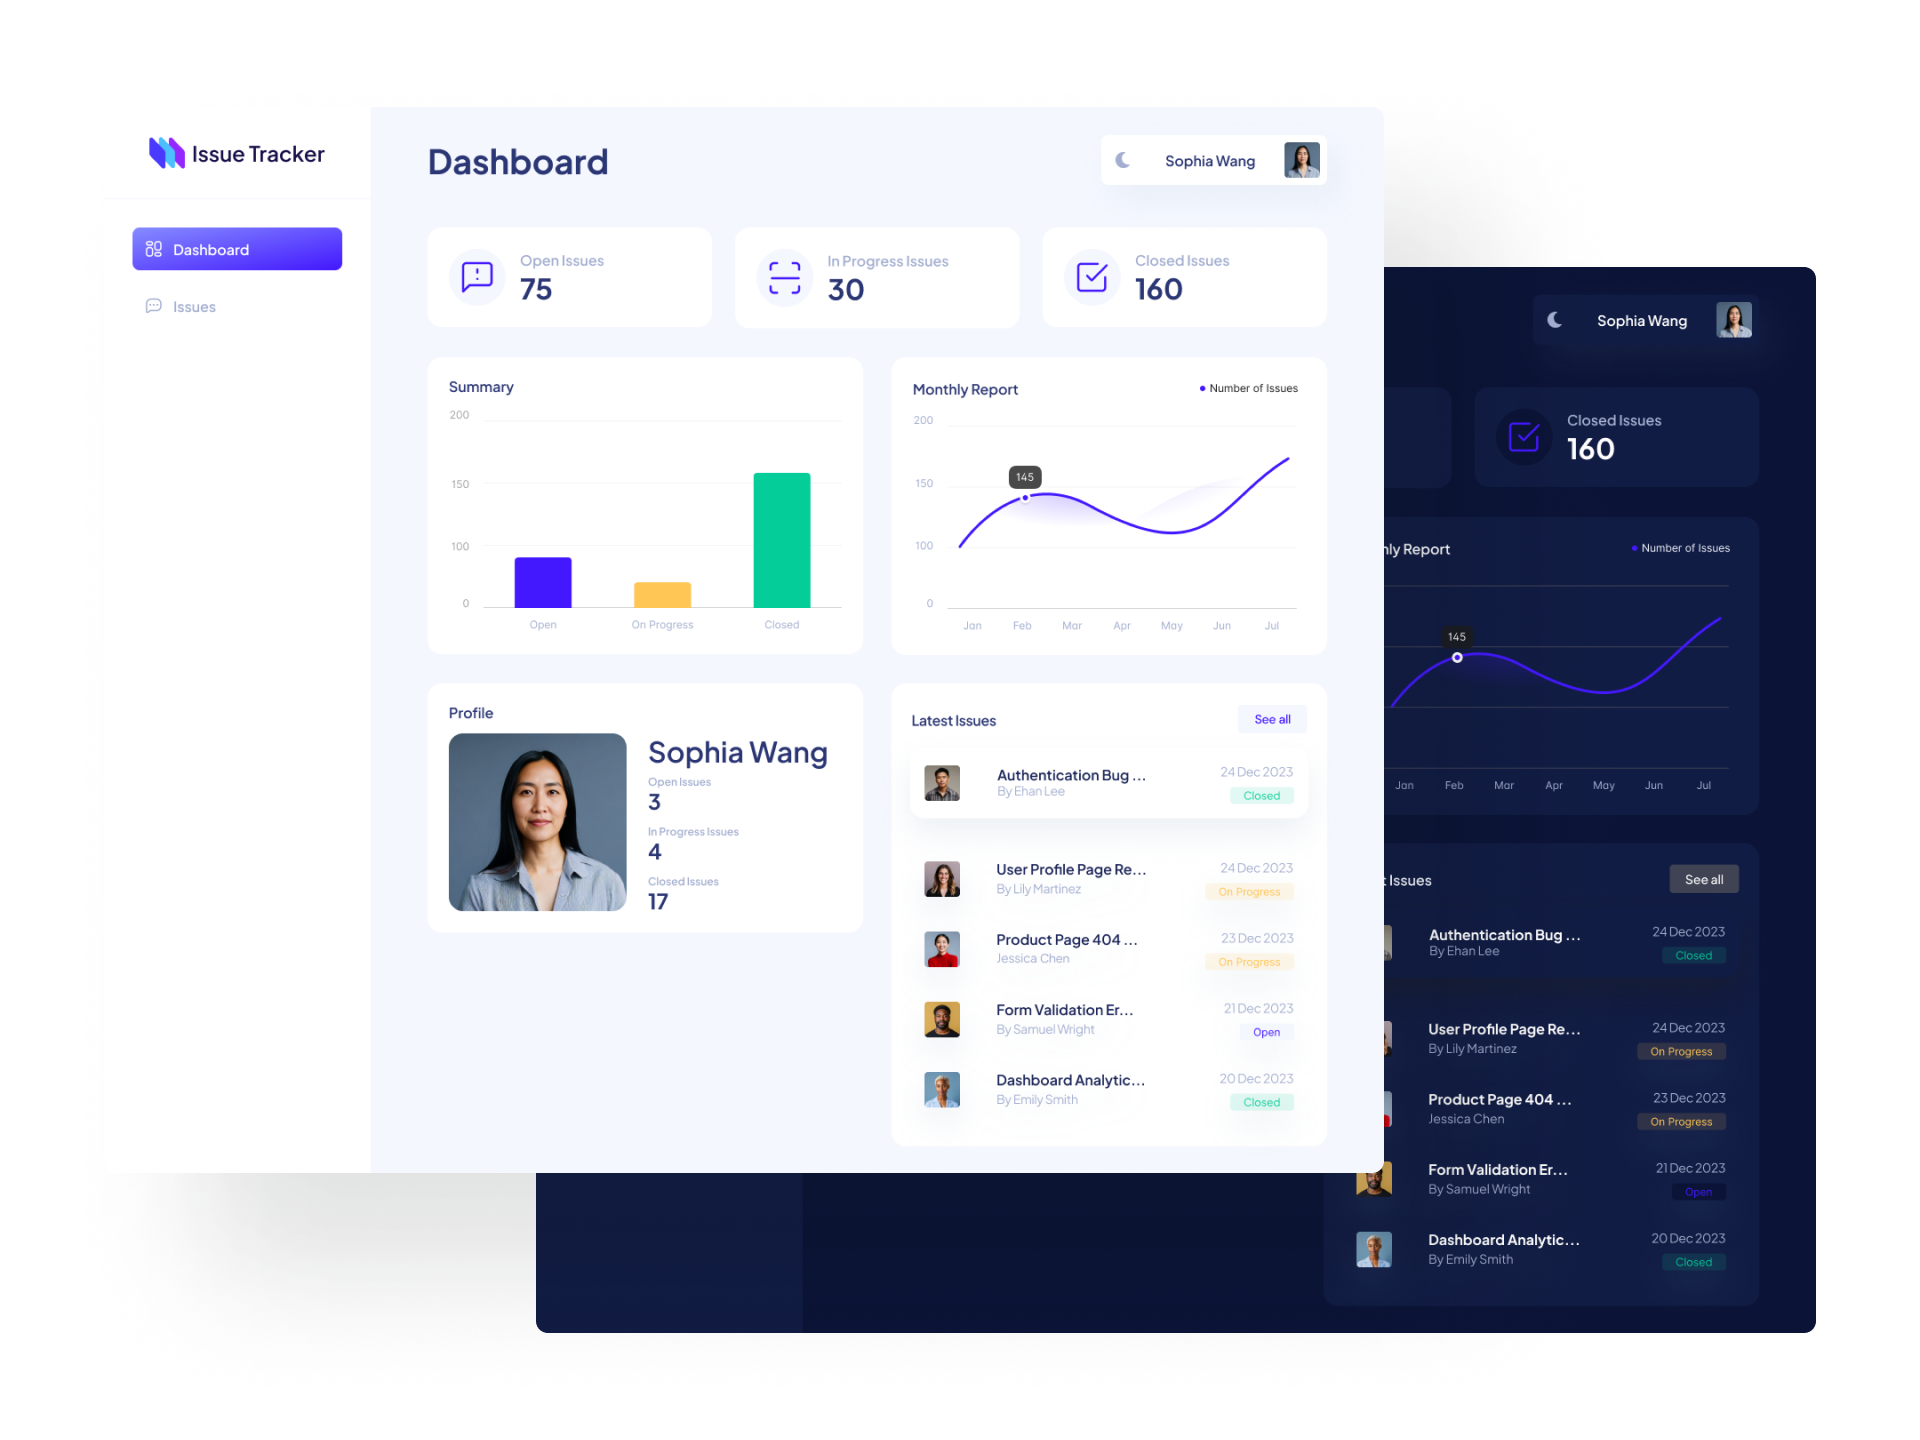 Issue Tracker
Dashboard
Issues
Dashboard
Sophia Wang
Open Issues
75
In Progress Issues
30
Closed Issues
160
Summary
200
150
100
0
Open
On Progress
Closed
Monthly Report
Number of Issues
200
150
100
0
145
Jan
Feb
Mar
Apr
May
Jun
Jul
Profile
Sophia Wang
Open Issues
3
In Progress Issues
4
Closed Issues
17
Latest Issues
See all
Authentication Bug ...
24 Dec 2023
By Ehan Lee
Closed
User Profile Page Re...
24 Dec 2023
By Lily Martinez
On Progress
Product Page 404 ...
23 Dec 2023
Jessica Chen
On Progress
Form Validation Er...
21 Dec 2023
By Samuel Wright
Open
Dashboard Analytic...
20 Dec 2023
By Emily Smith
Closed
Sophia Wang
Closed Issues
160
ly Report
Number of Issues
145
Jan
Feb
Mar
Apr
May
Jun
Jul
t Issues
See all
Authentication Bug ...
24 Dec 2023
By Ehan Lee
Closed
User Profile Page Re...
24 Dec 2023
By Lily Martinez
On Progress
Product Page 404 ...
23 Dec 2023
Jessica Chen
On Progress
Form Validation Er...
21 Dec 2023
By Samuel Wright
Open
Dashboard Analytic...
20 Dec 2023
By Emily Smith
Closed